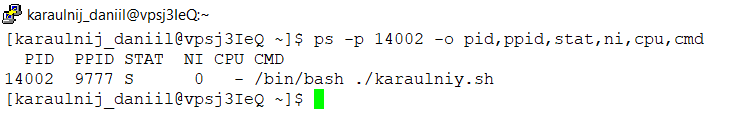 karaulnij_daniil@vpsj3IeQ:~
[karaulnij_daniil@vpsj3IeQ ~]$ ps -p 14002 -o pid,ppid,stat,ni,cpu,cmd
  PID  PPID STAT  NI CPU CMD
14002  9777 S      0   - /bin/bash ./karaulniy.sh
[karaulnij_daniil@vpsj3IeQ ~]$